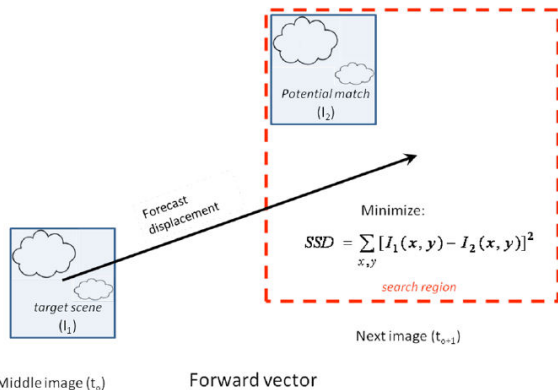 Potential match
(I₂)
Forecast
displacement
Minimize:
SSD = ∑ [I₁(x, y) − I₂(x, y)]²
x,y
target scene
(I₁)
search region
Next image (tₒ₊₁)
Middle image (tₒ)
Forward vector